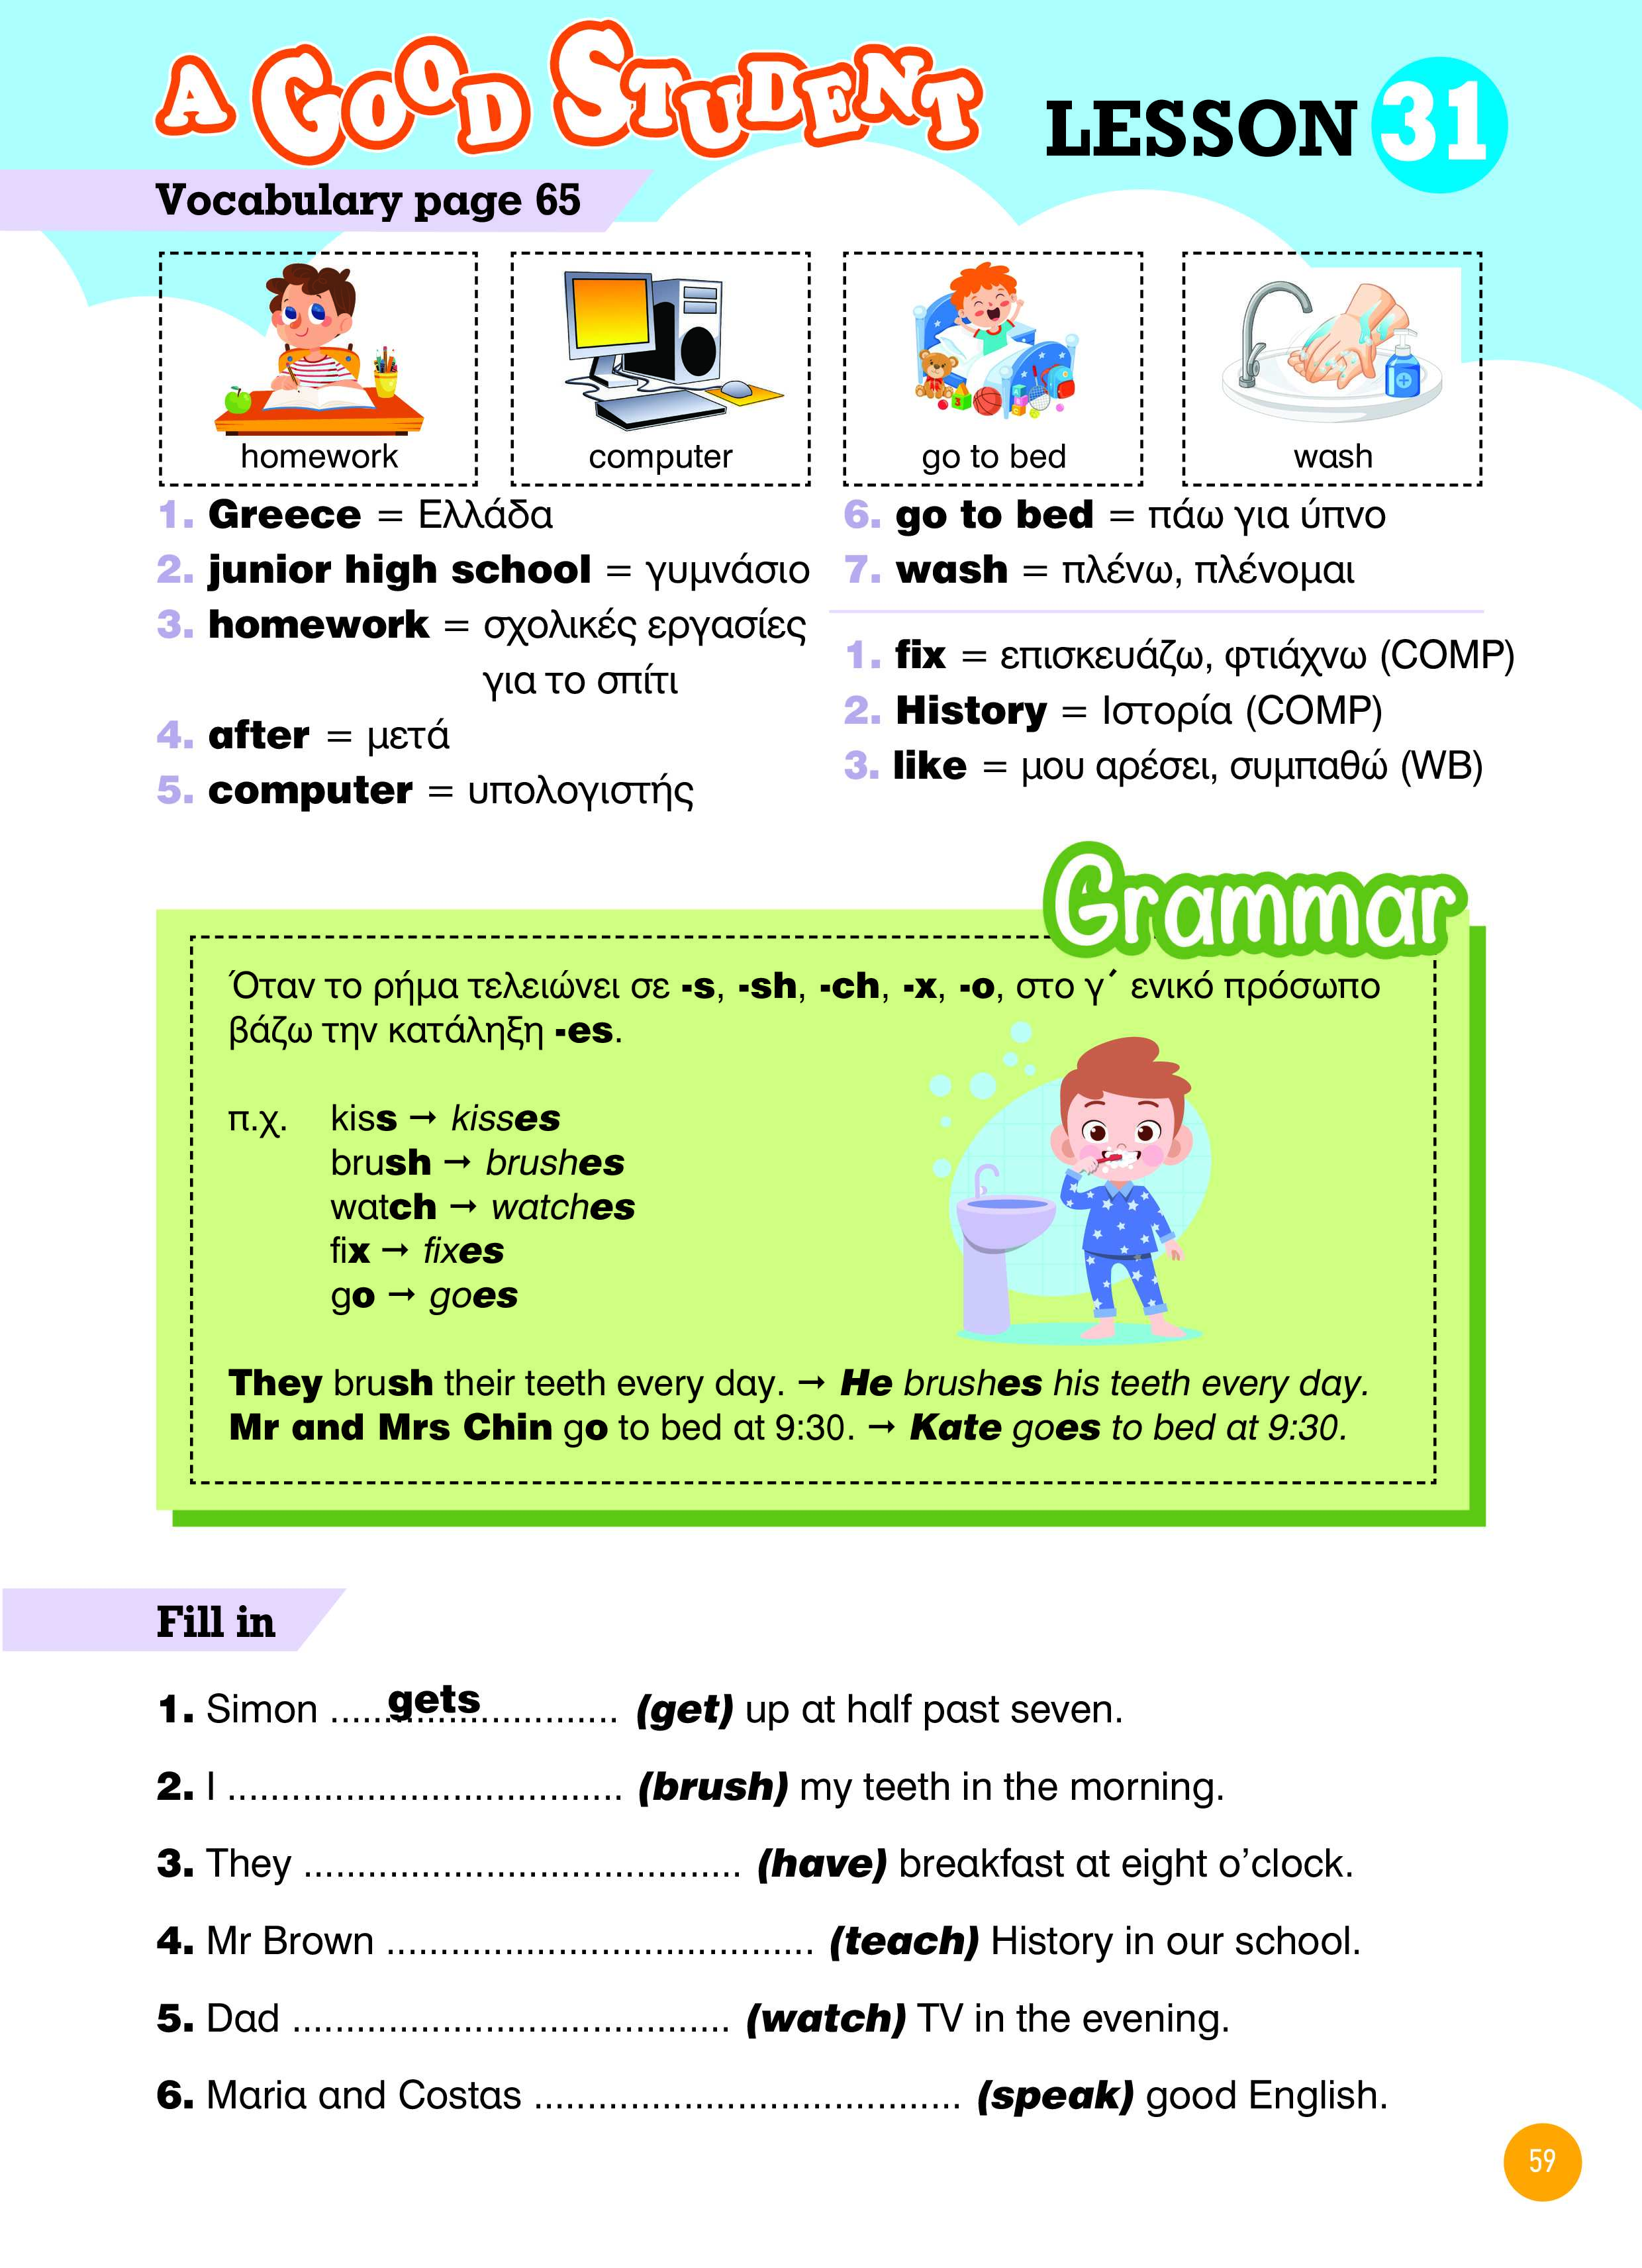 A GOOD STUDENT
LESSON 31
Vocabulary page 65
homework
computer
go to bed
wash
1. Greece = Ελλάδα
2. junior high school = γυμνάσιο
3. homework = σχολικές εργασίες
για το σπίτι
4. after = μετά
5. computer = υπολογιστής
6. go to bed = πάω για ύπνο
7. wash = πλένω, πλένομαι
1. fix = επισκευάζω, φτιάχνω (COMP)
2. History = Ιστορία (COMP)
3. like = μου αρέσει, συμπαθώ (WB)
Grammar
Όταν το ρήμα τελειώνει σε -s, -sh, -ch, -x, -o, στο γ΄ ενικό πρόσωπο
βάζω την κατάληξη -es.
π.χ. kiss → kisses
brush → brushes
watch → watches
fix → fixes
go → goes
They brush their teeth every day. → He brushes his teeth every day.
Mr and Mrs Chin go to bed at 9:30. → Kate goes to bed at 9:30.
Fill in
1. Simon .....gets............. (get) up at half past seven.
2. I ..................................... (brush) my teeth in the morning.
3. They ......................................... (have) breakfast at eight o'clock.
4. Mr Brown ........................................ (teach) History in our school.
5. Dad ......................................... (watch) TV in the evening.
6. Maria and Costas ........................................ (speak) good English.
59